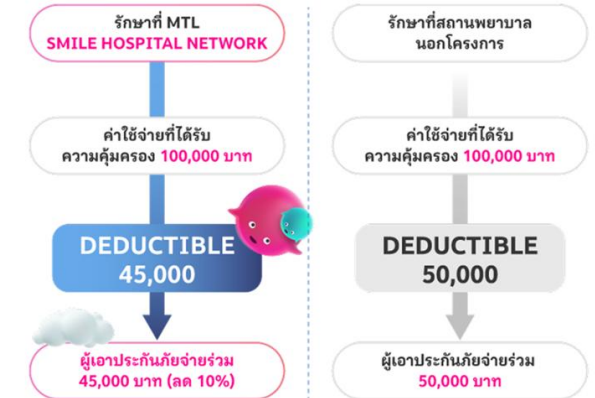 รักษาที่ MTL
SMILE HOSPITAL NETWORK
ค่าใช้จ่ายที่ได้รับ
ความคุ้มครอง 100,000 บาท
DEDUCTIBLE
45,000
ผู้เอาประกันภัยจ่ายร่วม
45,000 บาท (ลด 10%)
รักษาที่สถานพยาบาล
นอกโครงการ
ค่าใช้จ่ายที่ได้รับ
ความคุ้มครอง 100,000 บาท
DEDUCTIBLE
50,000
ผู้เอาประกันภัยจ่ายร่วม
50,000 บาท